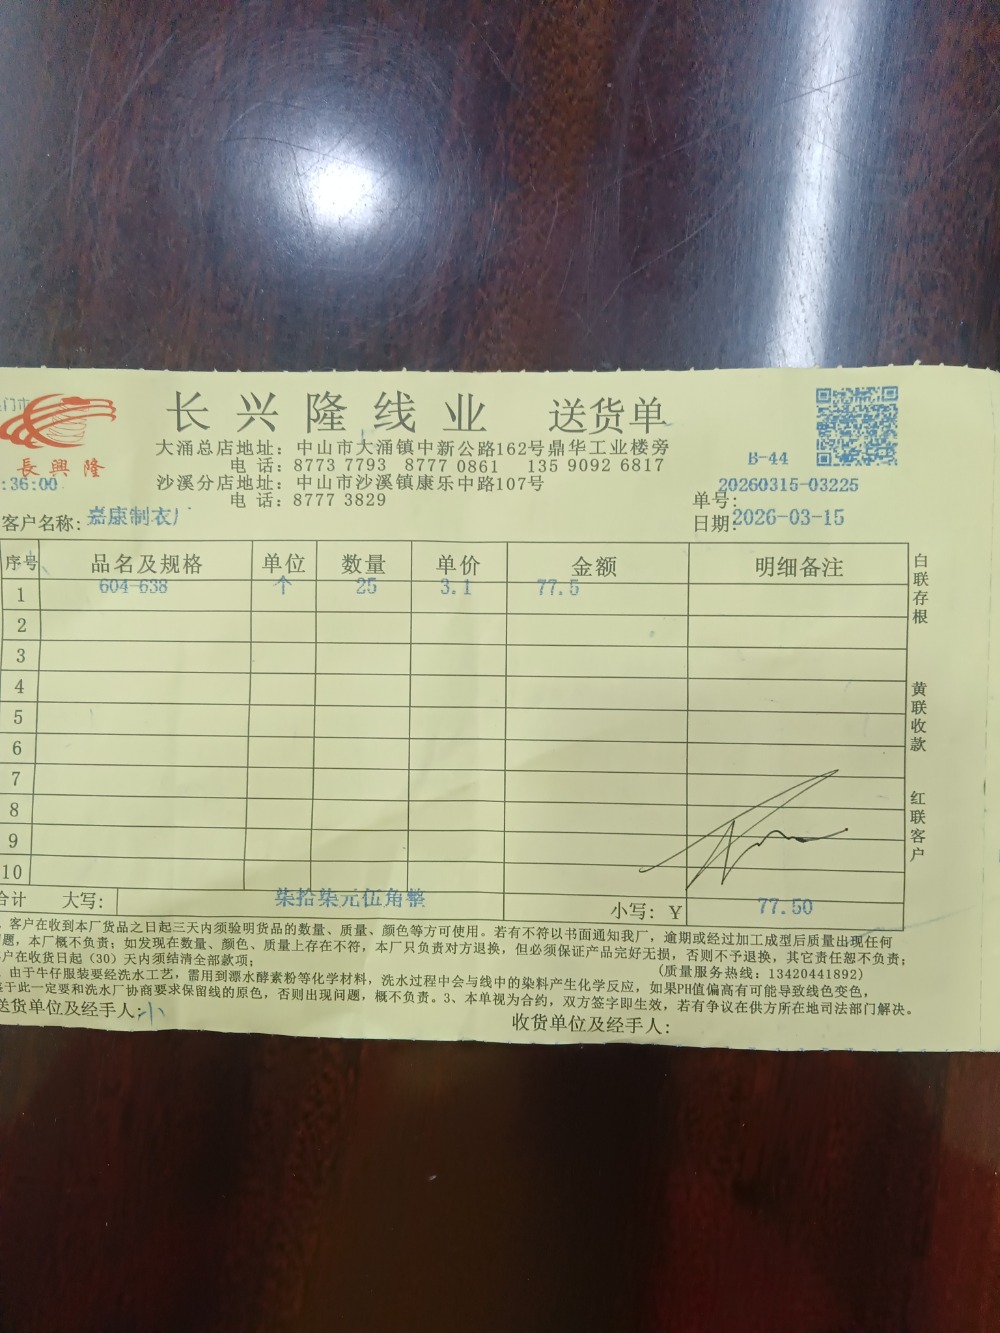 长兴隆线业 送货单
長興隆
大涌总店地址：中山市大涌镇中新公路162号鼎华工业楼旁
电 话：8773 7793 8777 0861 135 9092 6817
沙溪分店地址：中山市沙溪镇康乐中路107号
电 话：8777 3829
B-44
:36:00
单号：20260315-03225
客户名称：嘉康制衣厂
日期：2026-03-15
序号 品名及规格 单位 数量 单价 金额 明细备注
1 604-638 个 25 3.1 77.5
2
3
4
5
6
7
8
9
10
合计 大写： 柒拾柒元伍角整 小写：￥ 77.50
白联存根
黄联收款
红联客户
客户在收到本厂货品之日起三天内须验明货品的数量、质量、颜色等方可使用。若有不符以书面通知我厂，逾期或经过加工成型后质量出现任何
题，本厂概不负责；如发现在数量、颜色、质量上存在不符，本厂只负责对方退换，但必须保证产品完好无损，否则不予退换，其它责任恕不负责；
户在收货日起（30）天内须结清全部款项； (质量服务热线：13420441892)
由于牛仔服装要经洗水工艺，需用到漂水酵素粉等化学材料，洗水过程中会与线中的染料产生化学反应，如果PH值偏高有可能导致线色变色，
于此一定要和洗水厂协商要求保留线的原色，否则出现问题，概不负责。3、本单视为合约，双方签字即生效，若有争议在供方所在地司法部门解决。
送货单位及经手人：小
收货单位及经手人：